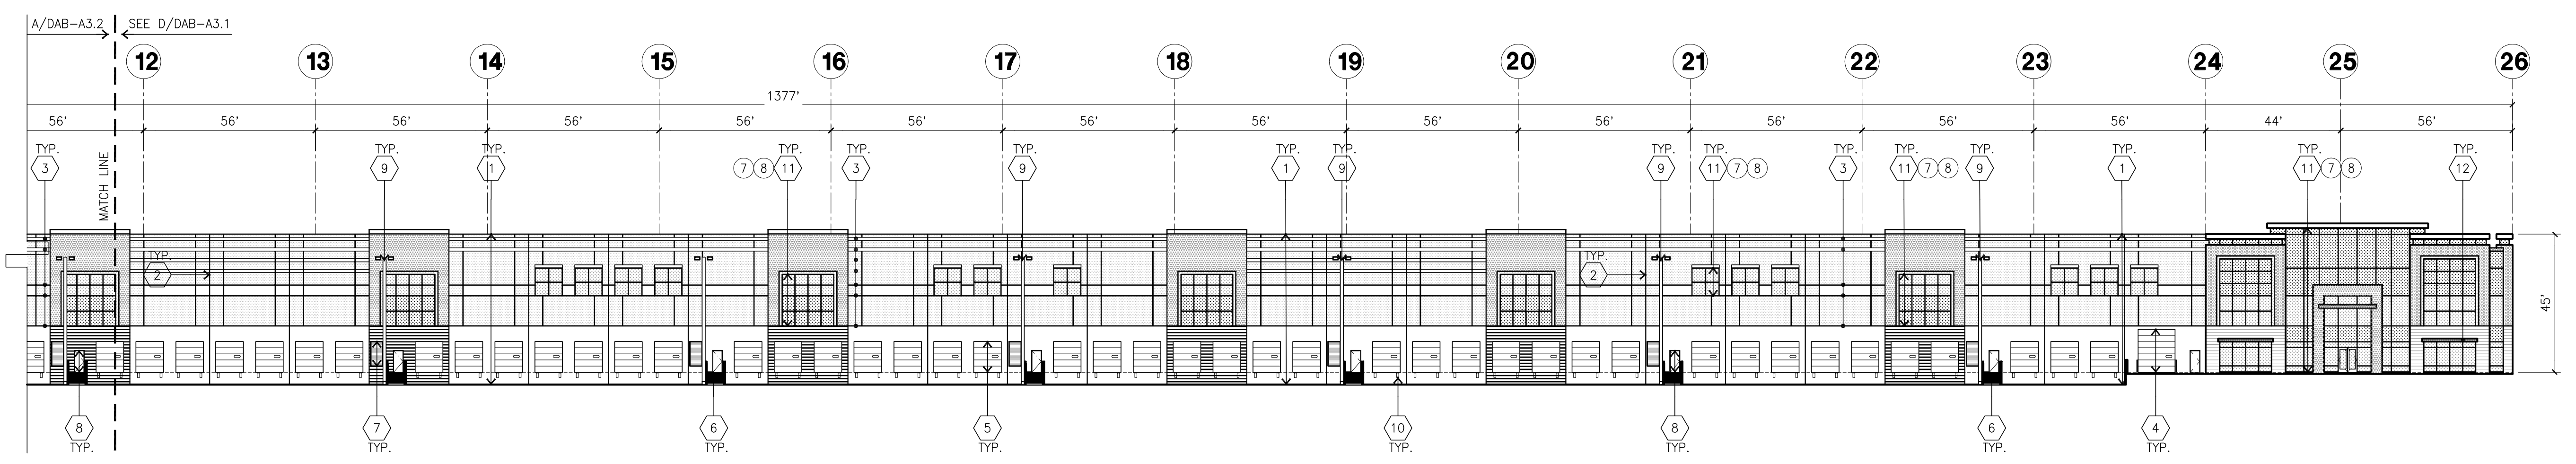 A/DAB-A3.2 SEE D/DAB-A3.1
12 13 14 15 16 17 18 19 20 21 22 23 24 25 26
1377'
56' 56' 56' 56' 56' 56' 56' 56' 56' 56' 56' 56' 56' 44' 56'
TYP. TYP. TYP. TYP. TYP. TYP. TYP. TYP. TYP. TYP. TYP. TYP. TYP. TYP. TYP. TYP.
3 9 1 7 8 11 3 9 1 9 9 11 7 8 3 11 7 8 9 1 11 7 8 12
MATCH LINE
TYP. TYP.
2 2
45'
8 7 6 5 10 8 6 4
TYP. TYP. TYP. TYP. TYP. TYP. TYP. TYP.